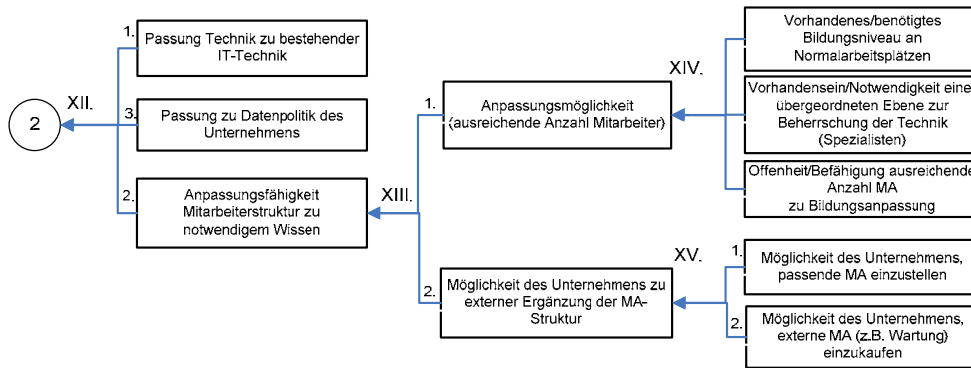 2
XII.
1.
Passung Technik zu bestehender
IT-Technik
3.
Passung zu Datenpolitik des
Unternehmens
2.
Anpassungsfähigkeit
Mitarbeiterstruktur zu
notwendigem Wissen
XIII.
1.
Anpassungsmöglichkeit
(ausreichende Anzahl Mitarbeiter)
2.
Möglichkeit des Unternehmens zu
externer Ergänzung der MA-
Struktur
XIV.
Vorhandenes/benötigtes
Bildungsniveau an
Normalarbeitsplätzen
Vorhandensein/Notwendigkeit eine
übergeordneten Ebene zur
Beherrschung der Technik
(Spezialisten)
Offenheit/Befähigung ausreichende
Anzahl MA
zu Bildungsanpassung
XV.
1.
Möglichkeit des Unternehmens,
passende MA einzustellen
2.
Möglichkeit des Unternehmens,
externe MA (z.B. Wartung)
einzukaufen